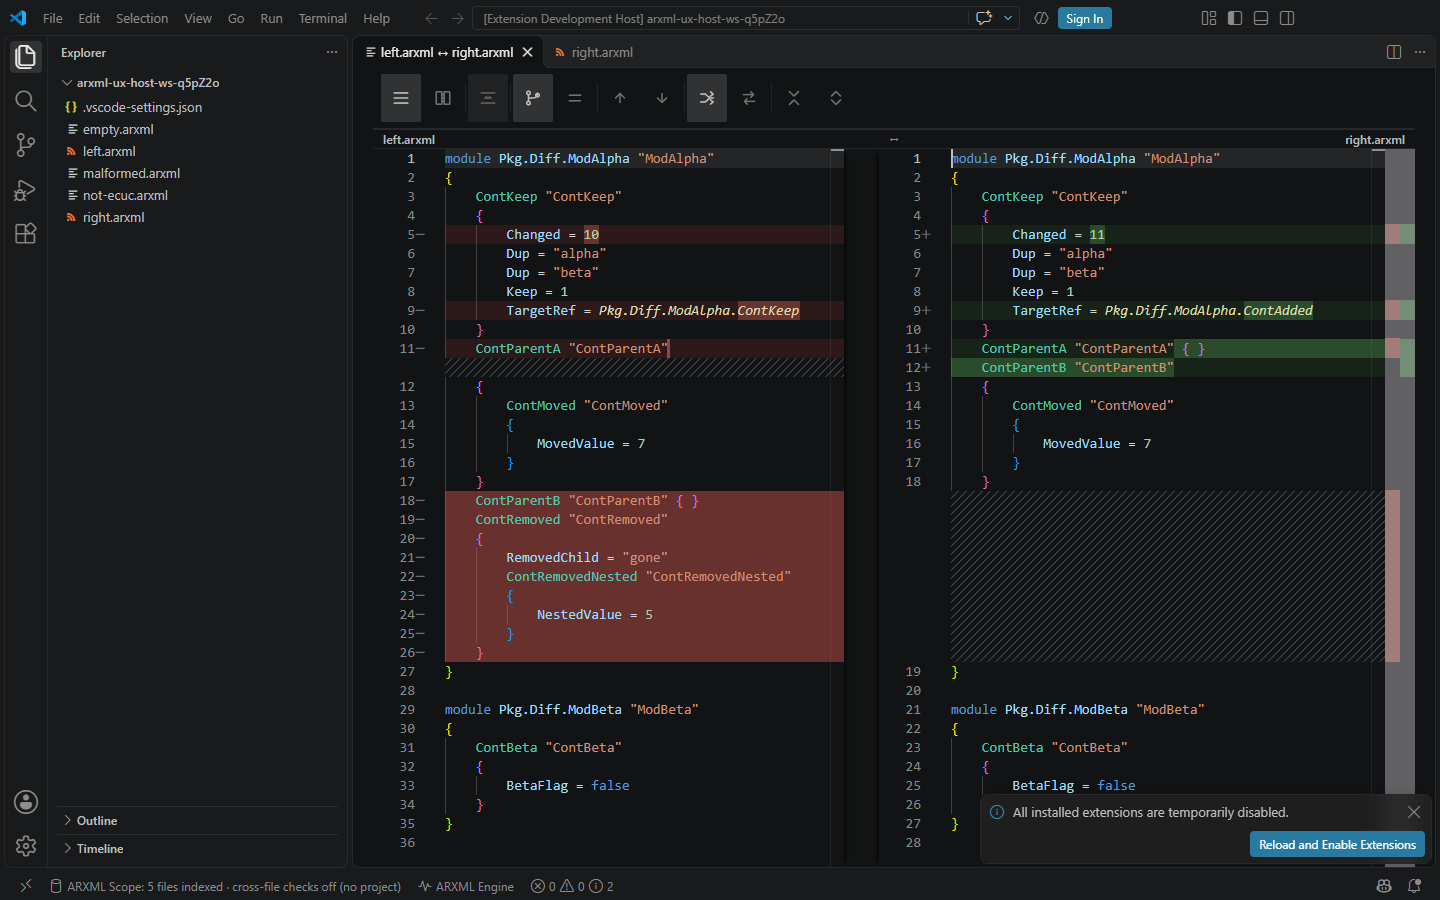 File Edit Selection View Go Run Terminal Help
[Extension Development Host] arxml-ux-host-ws-q5pZ2o
Sign In
Explorer
arxml-ux-host-ws-q5pZ2o
{} .vscode-settings.json
empty.arxml
left.arxml
malformed.arxml
not-ecuc.arxml
right.arxml
Outline
Timeline
left.arxml ↔ right.arxml
right.arxml
left.arxml ↔ right.arxml
1 module Pkg.Diff.ModAlpha "ModAlpha"
2 {
3 ContKeep "ContKeep"
4 {
5− Changed = 10
6 Dup = "alpha"
7 Dup = "beta"
8 Keep = 1
9− TargetRef = Pkg.Diff.ModAlpha.ContKeep
10 }
11− ContParentA "ContParentA"
12 {
13 ContMoved "ContMoved"
14 {
15 MovedValue = 7
16 }
17 }
18− ContParentB "ContParentB" { }
19− ContRemoved "ContRemoved"
20− {
21− RemovedChild = "gone"
22− ContRemovedNested "ContRemovedNested"
23− {
24− NestedValue = 5
25− }
26− }
27 }
28
29 module Pkg.Diff.ModBeta "ModBeta"
30 {
31 ContBeta "ContBeta"
32 {
33 BetaFlag = false
34 }
35 }
36
1 module Pkg.Diff.ModAlpha "ModAlpha"
2 {
3 ContKeep "ContKeep"
4 {
5+ Changed = 11
6 Dup = "alpha"
7 Dup = "beta"
8 Keep = 1
9+ TargetRef = Pkg.Diff.ModAlpha.ContAdded
10 }
11+ ContParentA "ContParentA" { }
12+ ContParentB "ContParentB"
13 {
14 ContMoved "ContMoved"
15 {
16 MovedValue = 7
17 }
18 }
19 }
20
21 module Pkg.Diff.ModBeta "ModBeta"
22 {
23 ContBeta "ContBeta"
24 {
25 BetaFlag = false
26
27 }
28
All installed extensions are temporarily disabled.
Reload and Enable Extensions
ARXML Scope: 5 files indexed · cross-file checks off (no project) ARXML Engine 0 0 2